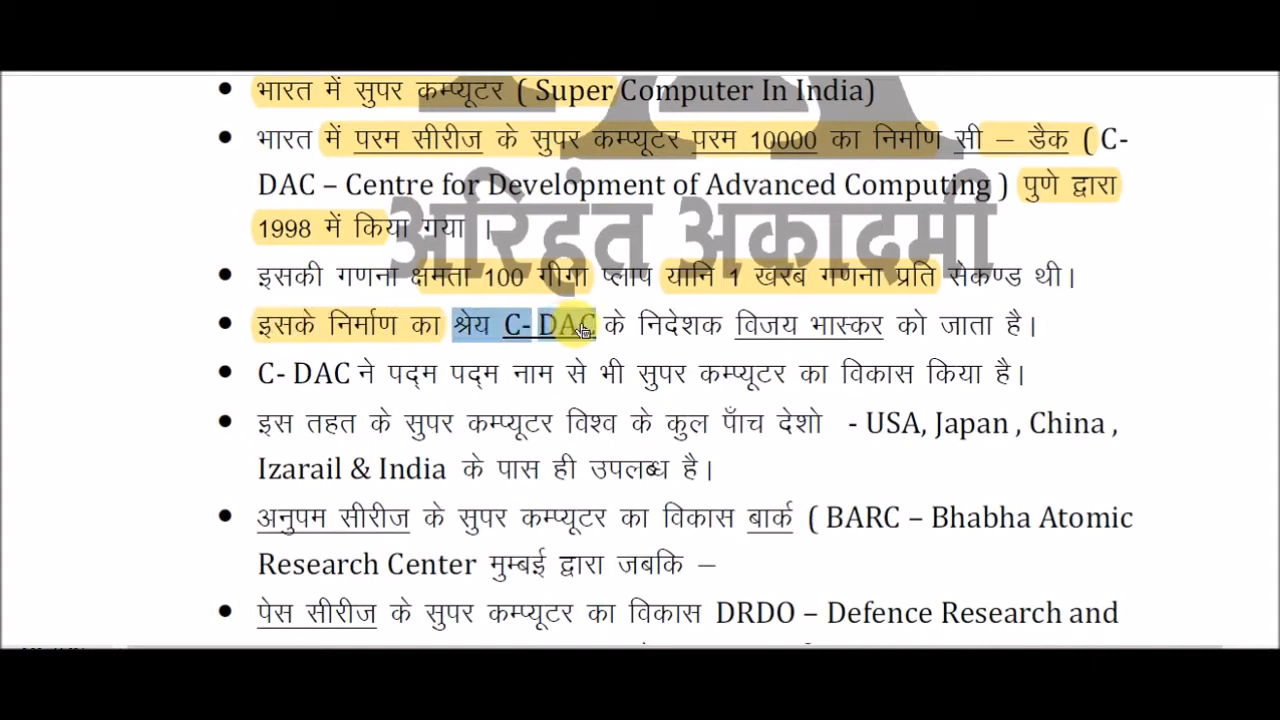 भारत में सुपर कम्प्यूटर ( Super Computer In India)
भारत में परम सीरीज के सुपर कम्प्यूटर परम 10000 का निर्माण सी – डैक ( C-
DAC – Centre for Development of Advanced Computing ) पुणे द्वारा
1998 में किया गया ।
इसकी गणना क्षमता 100 गीगा प्लाप यानि 1 खरब गणना प्रति सेकण्ड थी।
इसके निर्माण का श्रेय C- DAC के निदेशक विजय भास्कर को जाता है।
C- DAC ने पद्म पद्म नाम से भी सुपर कम्प्यूटर का विकास किया है।
इस तहत के सुपर कम्प्यूटर विश्व के कुल पाँच देशो - USA, Japan , China ,
Izarail & India के पास ही उपलब्ध है।
अनुपम सीरीज के सुपर कम्प्यूटर का विकास बार्क ( BARC – Bhabha Atomic
Research Center मुम्बई द्वारा जबकि –
पेस सीरीज के सुपर कम्प्यूटर का विकास DRDO – Defence Research and
अरिहंत अकादमी